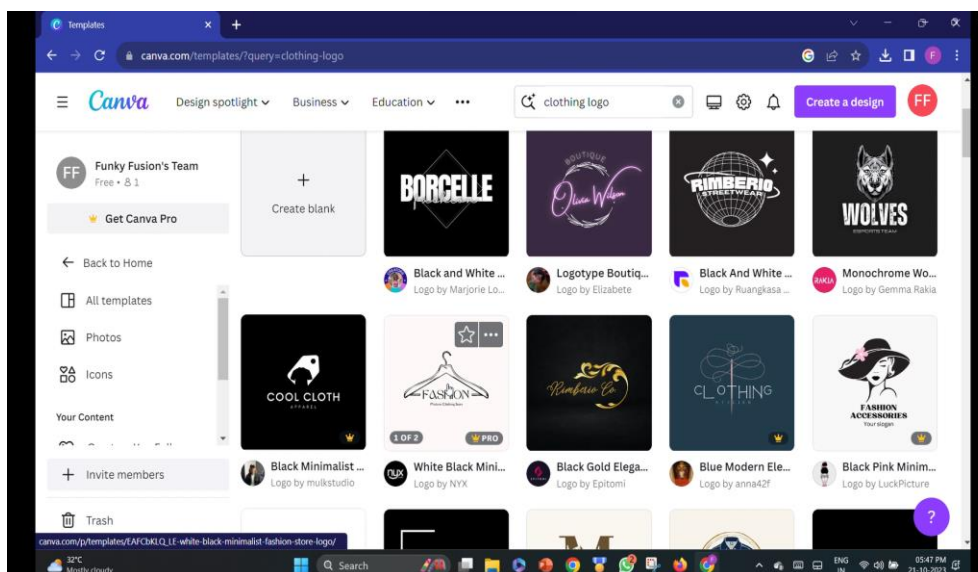 Templates
canva.com/templates/?query=clothing-logo
F
Canva
Design spotlight
Business
Education
clothing logo
Create a design
FF
FF
Funky Fusion's Team
Free • 1
Get Canva Pro
Back to Home
All templates
Photos
Icons
Your Content
Invite members
Trash
canva.com/p/templates/EAFCbKLQ_LE-white-black-minimalist-fashion-store-logo/
Create blank
BORCELLE
Black and White ...
Logo by Marjorie Lo...
BOUTIQUE
Olivia Wilson
Logotype Boutiq...
Logo by Elizabete
RIMBERIO
STREETWEAR
Black And White ...
Logo by Ruangkasa ...
WOLVES
ESPORTS TEAM
RAKIA
Monochrome Wo...
Logo by Gemma Rakia
COOL CLOTH
APPAREL
Black Minimalist ...
Logo by mulkstudio
FASHION
1 OF 2
PRO
nyx
White Black Mini...
Logo by NYX
Rimberio Co
Black Gold Elega...
Logo by Epitomi
CLOTHING
Blue Modern Ele...
Logo by anna42f
FASHION
ACCESSORIES
Your slogan
Black Pink Minim...
Logo by LuckPicture
?
32°C
Mostly cloudy
Search
ENG
IN
05:47 PM
21-10-2023